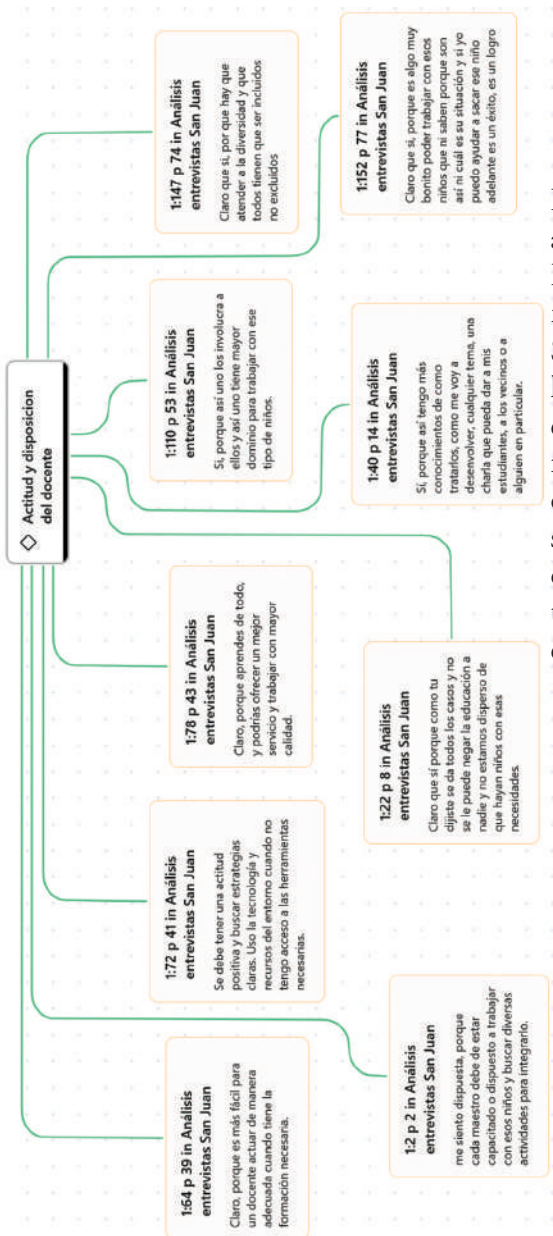 Actitud y disposicion
del docente
1:64 p 39 in Análisis
entrevistas San Juan
Claro, porque es más fácil para
un docente actuar de manera
adecuada cuando tiene la
formación necesaria.
1:72 p 41 in Análisis
entrevistas San Juan
Se debe tener una actitud
positiva y buscar estrategias
claras. Uso la tecnología y
recursos del entorno cuando no
tengo acceso a las herramientas
necesarias.
1:78 p 43 in Análisis
entrevistas San Juan
Claro, porque aprendes de todo,
y podrías ofrecer un mejor
servicio y trabajar con mayor
calidad.
1:110 p 53 in Análisis
entrevistas San Juan
Si, porque así uno los involucra a
ellos y así uno tiene mayor
dominio para trabajar con ese
tipo de niños.
1:147 p 74 in Análisis
entrevistas San Juan
Claro que si, por que hay que
atender a la diversidad y que
todos tienen que ser incluidos
no excluidos
1:2 p 2 in Análisis
entrevistas San Juan
me siento dispuesta, porque
cada maestro debe de estar
capacitado o dispuesto a trabajar
con esos niños y buscar diversas
actividades para integrarlo.
1:22 p 8 in Análisis
entrevistas San Juan
Claro que sí porque como tu
dijiste se da todos los casos y no
se le puede negar la educación a
nadie y no estamos disperso de
que hayan niños con esas
necesidades.
1:40 p 14 in Análisis
entrevistas San Juan
Sí, porque así tengo más
conocimientos de como
tratarlos, como me voy a
desenvolver, cualquier tema, una
charla que pueda dar a mis
estudiantes, a los vecinos o a
alguien en particular.
1:152 p 77 in Análisis
entrevistas San Juan
Claro que si, porque es algo muy
bonito poder trabajar con esos
niños que ni saben porque son
así ni cuál es su situación y si yo
puedo ayudar a sacar ese niño
adelante es un éxito, es un logro